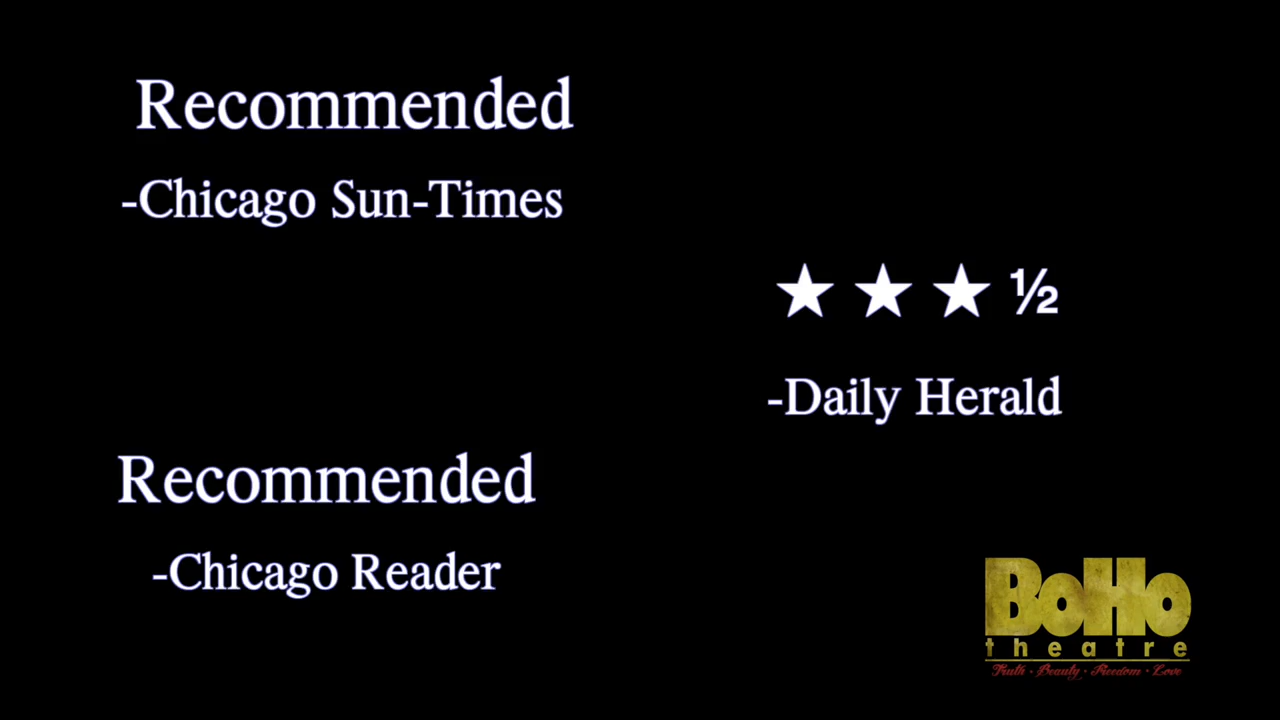 Recommended
-Chicago Sun-Times
★ ★ ★ ½
-Daily Herald
Recommended
-Chicago Reader
BoHo
theatre
Truth · Beauty · Freedom · Love